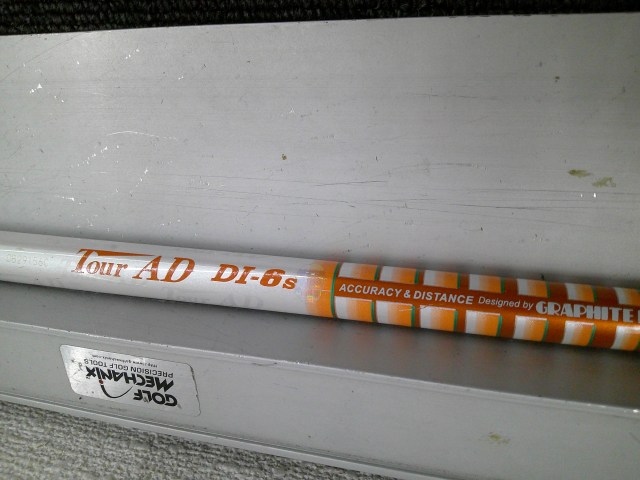 Tour AD DI-6s
ACCURACY & DISTANCE Designed by GRAPHITE
GOLF
MECHANIX
PRECISION GOLF TOOLS